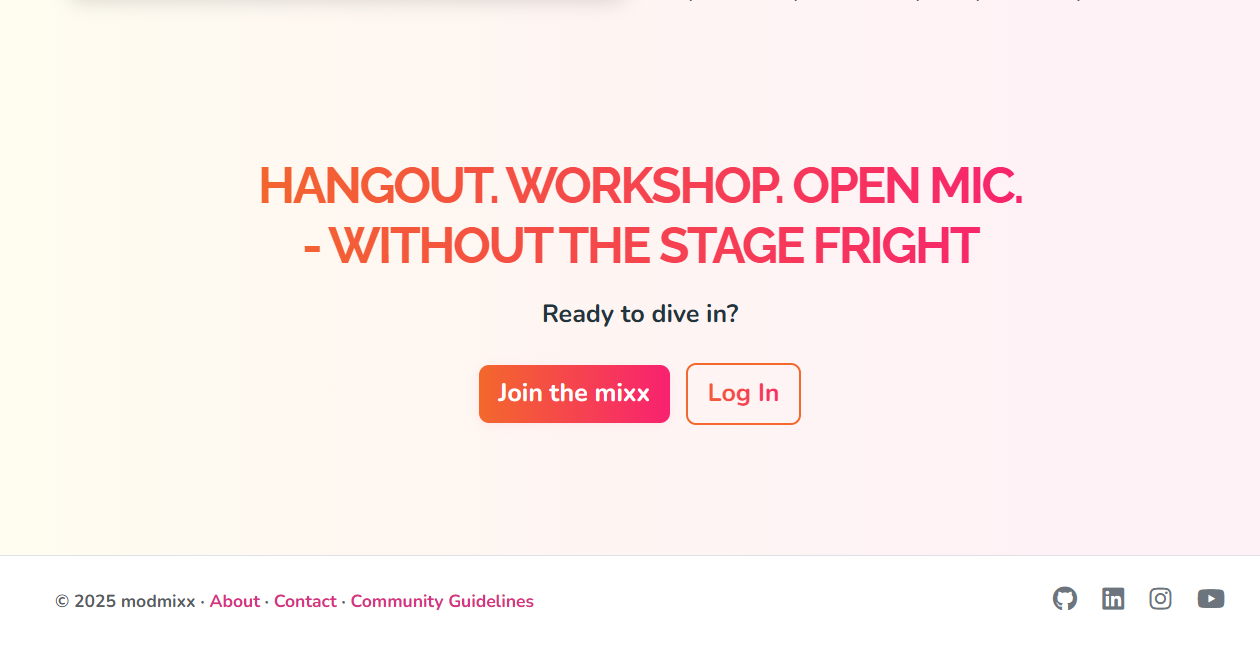 HANGOUT. WORKSHOP. OPEN MIC.
- WITHOUT THE STAGE FRIGHT
Ready to dive in?
Join the mixx
Log In
© 2025 modmixx · About · Contact · Community Guidelines